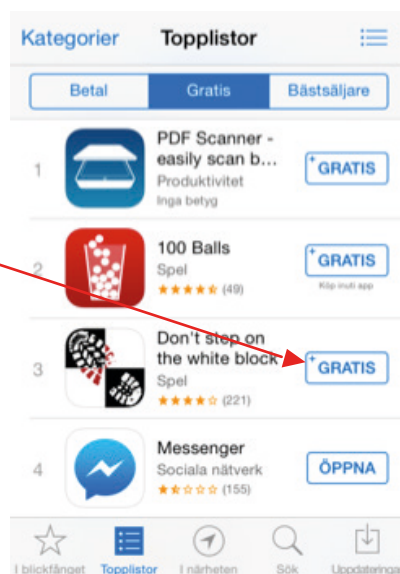 Kategorier Topplistor
Betal Gratis Bästsäljare
1
PDF Scanner -
easily scan b...
Produktivitet
Inga betyg
+ GRATIS
2
100 Balls
Spel
★★★★★ (49)
+ GRATIS
Köp inuti app
3
Don't step on
the white block
Spel
★★★★☆ (221)
+ GRATIS
4
Messenger
Sociala nätverk
★★☆☆☆ (155)
ÖPPNA
I blickfånget Topplistor I närheten Sök Uppdateringar